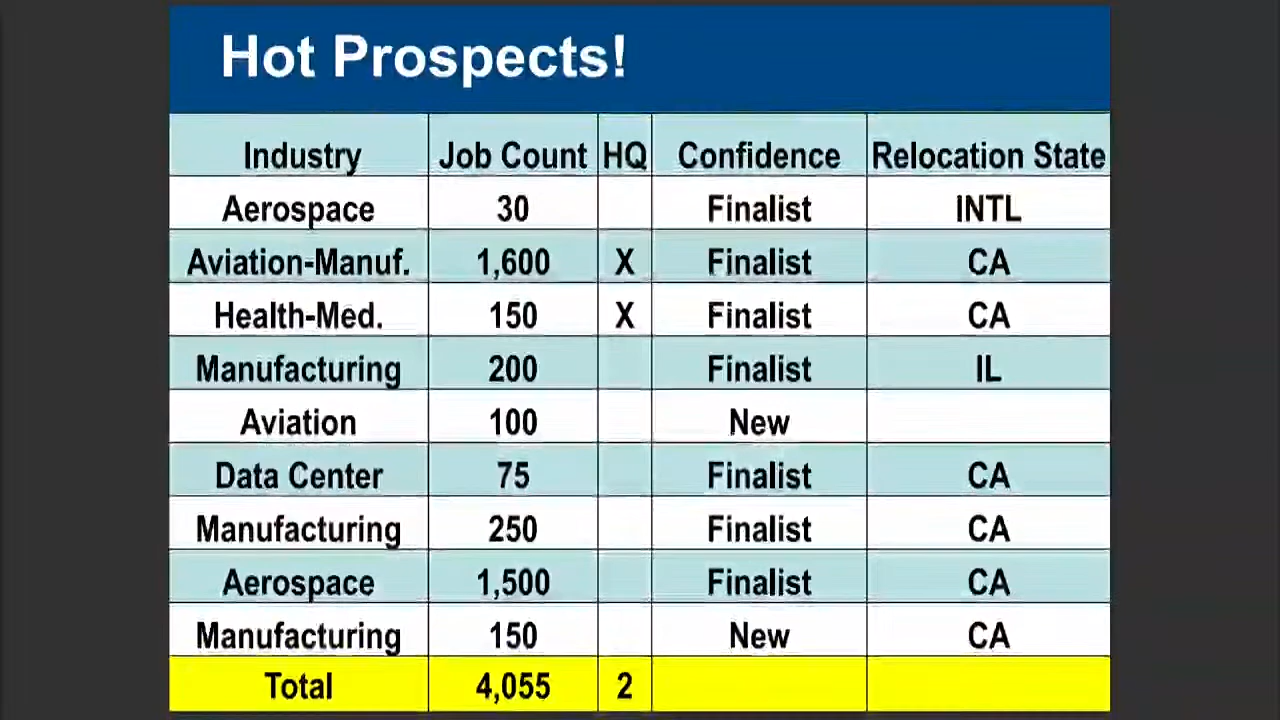 Hot Prospects!
Industry Job Count HQ Confidence Relocation State
Aerospace 30 Finalist INTL
Aviation-Manuf. 1,600 X Finalist CA
Health-Med. 150 X Finalist CA
Manufacturing 200 Finalist IL
Aviation 100 New
Data Center 75 Finalist CA
Manufacturing 250 Finalist CA
Aerospace 1,500 Finalist CA
Manufacturing 150 New CA
Total 4,055 2